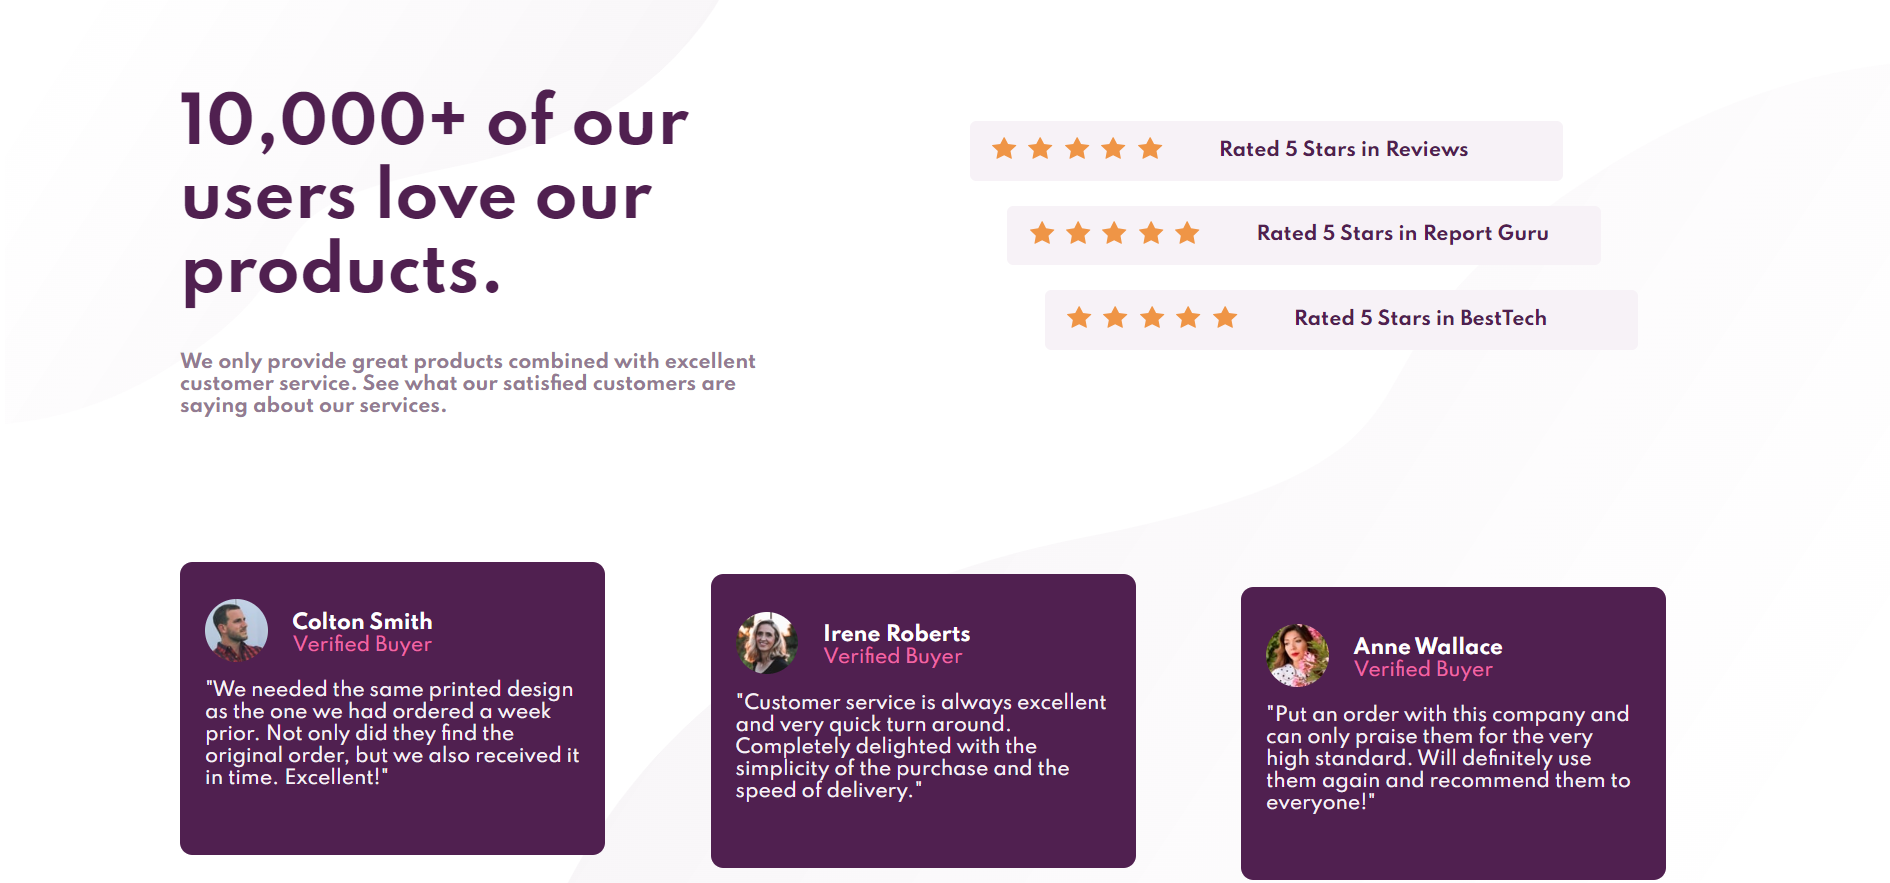 10,000+ of our
users love our
products.
We only provide great products combined with excellent
customer service. See what our satisfied customers are
saying about our services.
Rated 5 Stars in Reviews
Rated 5 Stars in Report Guru
Rated 5 Stars in BestTech
Colton Smith
Verified Buyer
"We needed the same printed design
as the one we had ordered a week
prior. Not only did they find the
original order, but we also received it
in time. Excellent!"
Irene Roberts
Verified Buyer
"Customer service is always excellent
and very quick turn around.
Completely delighted with the
simplicity of the purchase and the
speed of delivery."
Anne Wallace
Verified Buyer
"Put an order with this company and
can only praise them for the very
high standard. Will definitely use
them again and recommend them to
everyone!"